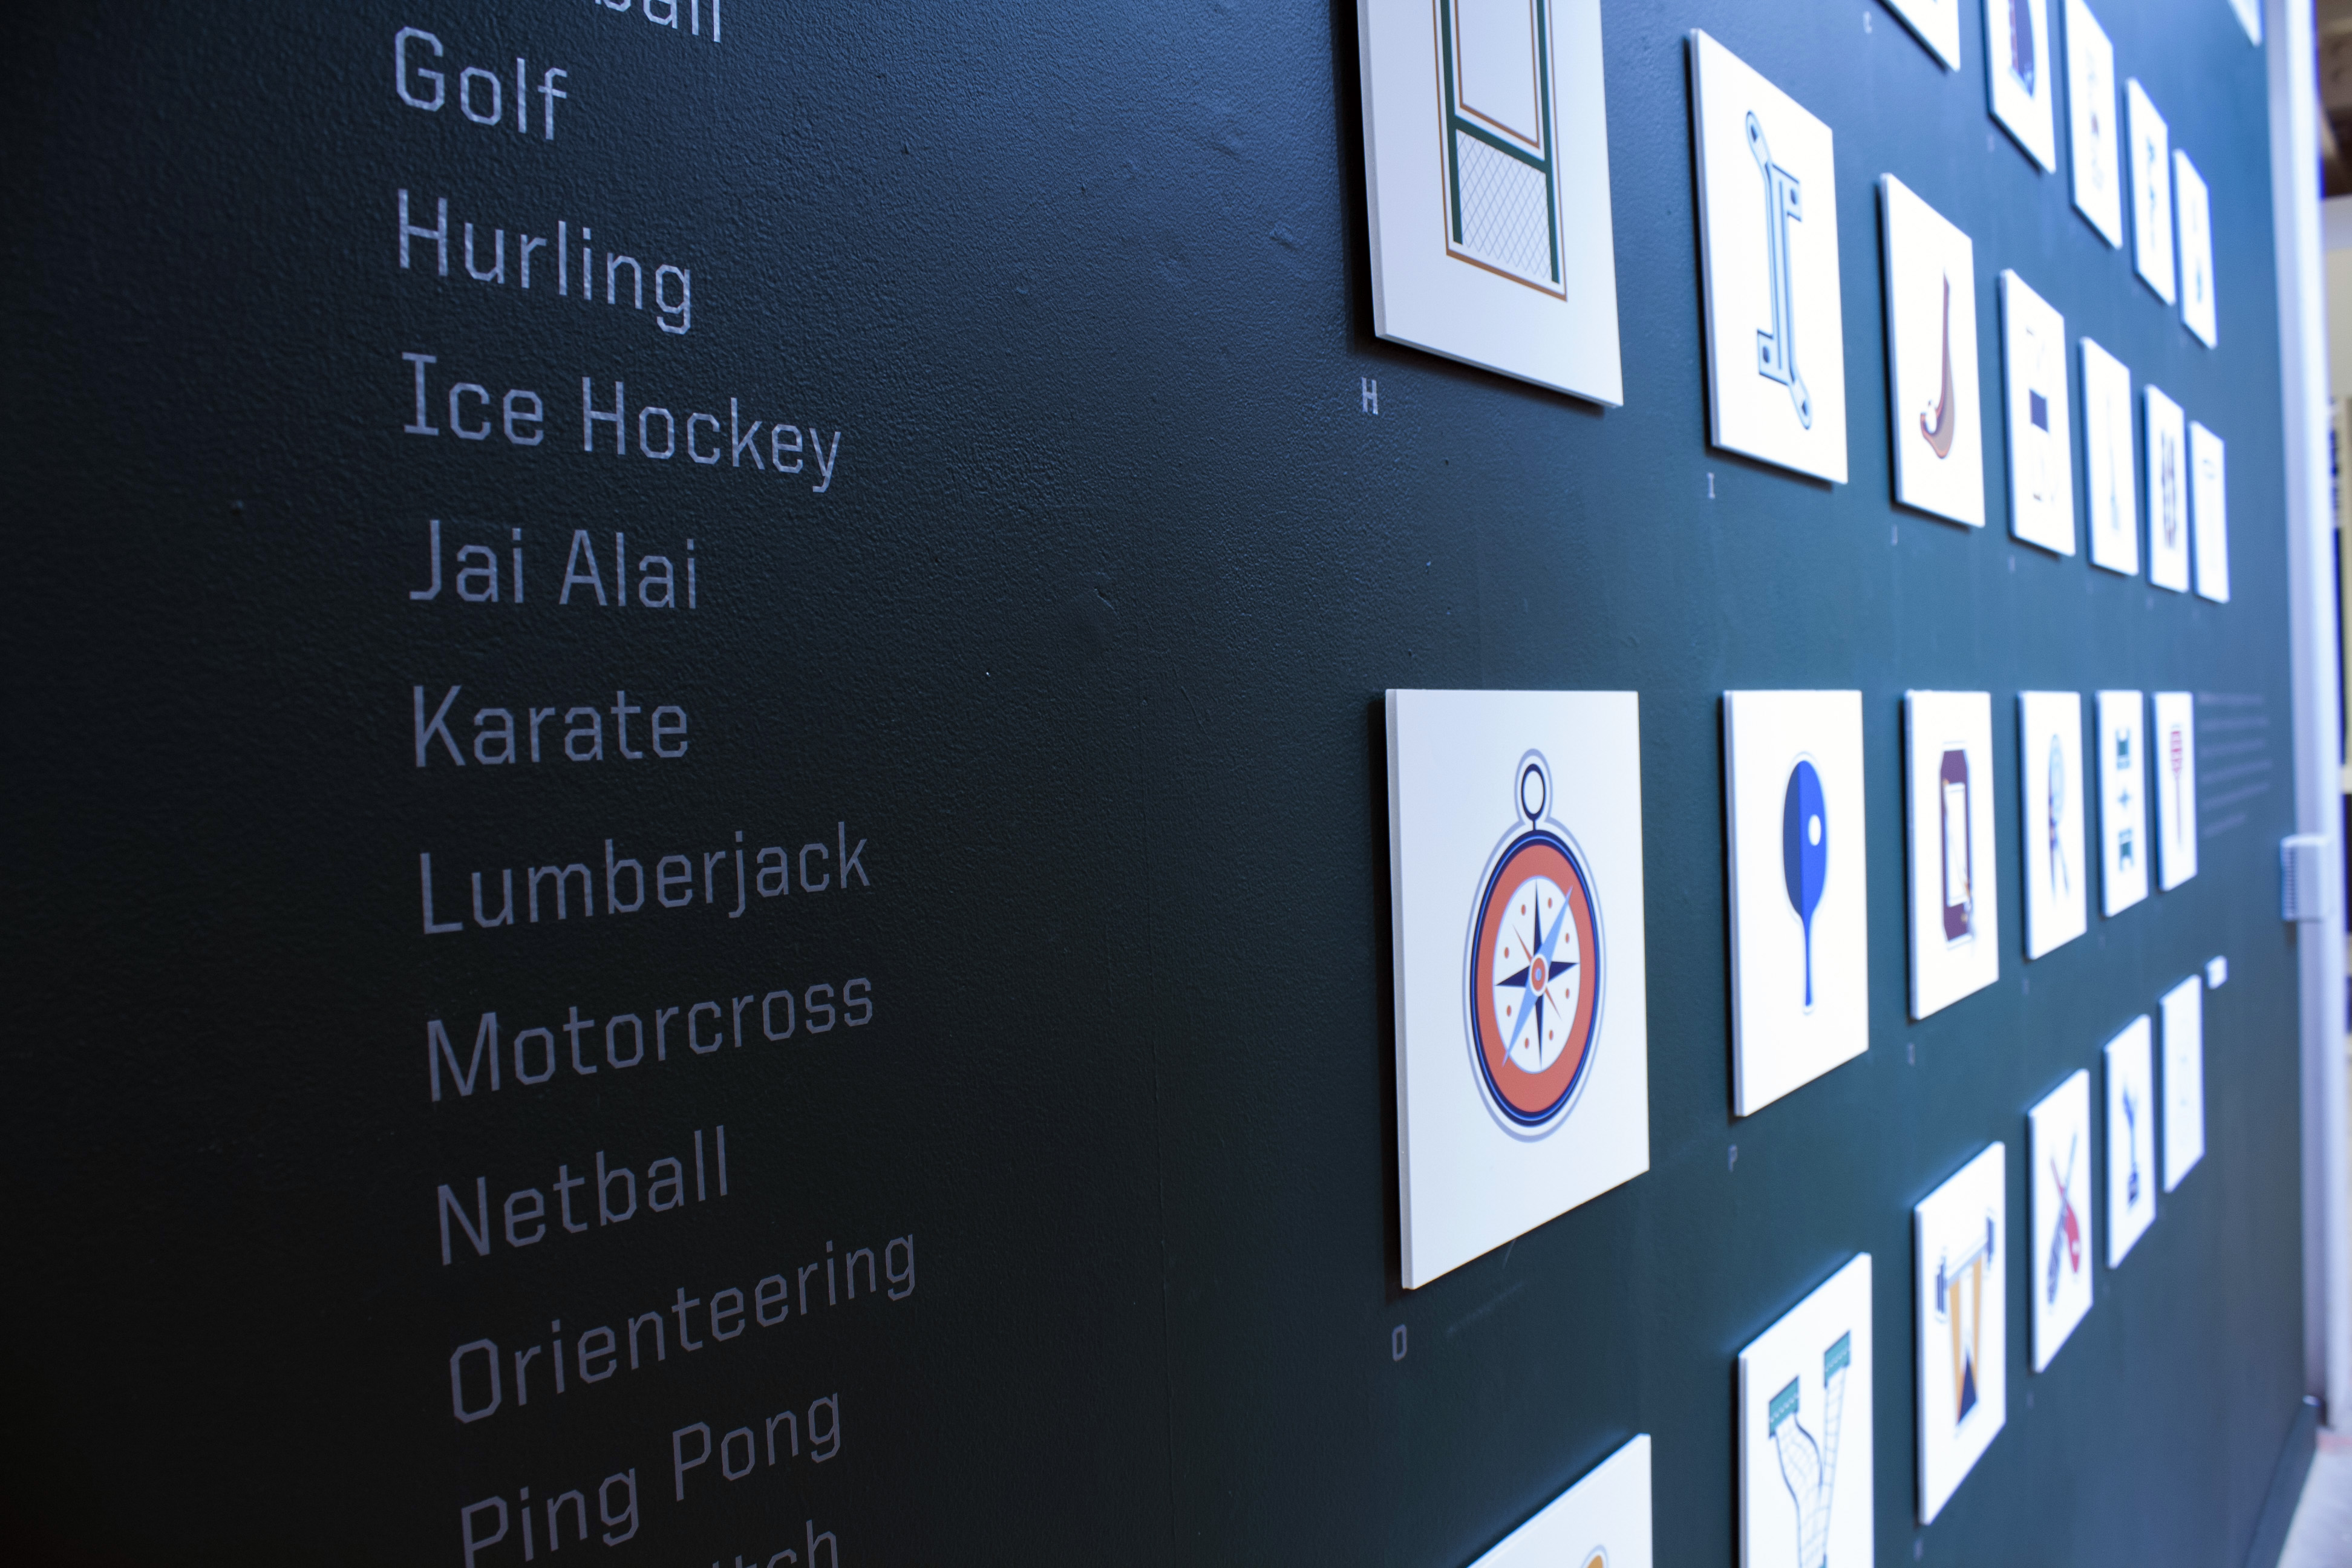 Golf
Hurling
Ice Hockey
Jai Alai
Karate
Lumberjack
Motorcross
Netball
Orienteering
Ping Pong
H
I
J
O
P
Q